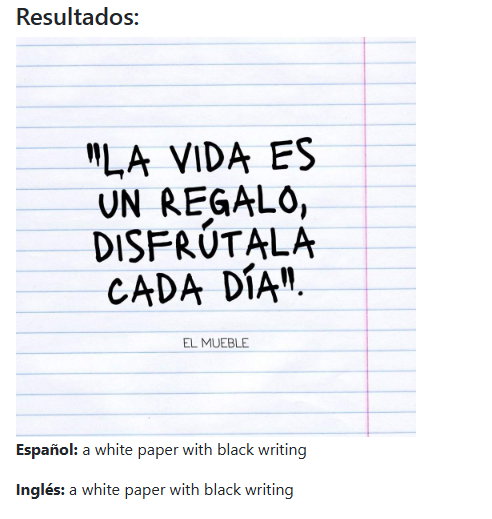 Resultados:
"LA VIDA ES
UN REGALO,
DISFRÚTALA
CADA DÍA".
EL MUEBLE
Español: a white paper with black writing
Inglés: a white paper with black writing